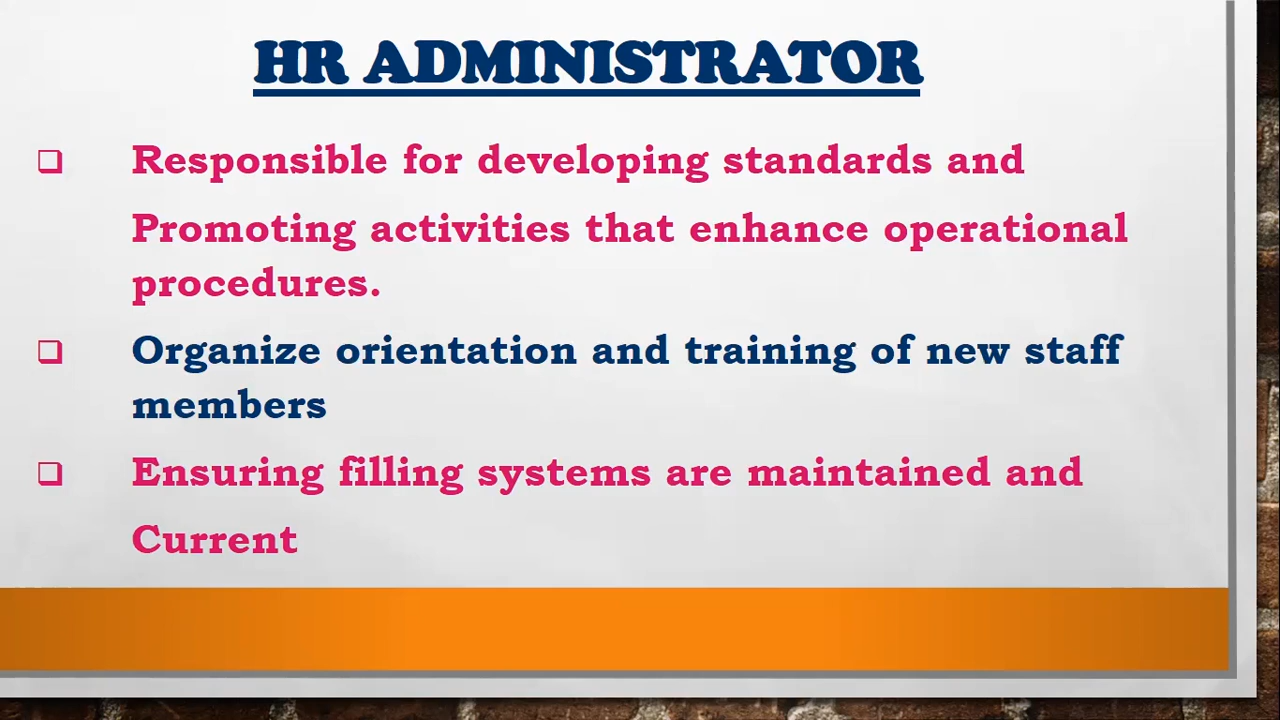 HR ADMINISTRATOR
❑ Responsible for developing standards and
Promoting activities that enhance operational
procedures.
❑ Organize orientation and training of new staff
members
❑ Ensuring filling systems are maintained and
Current